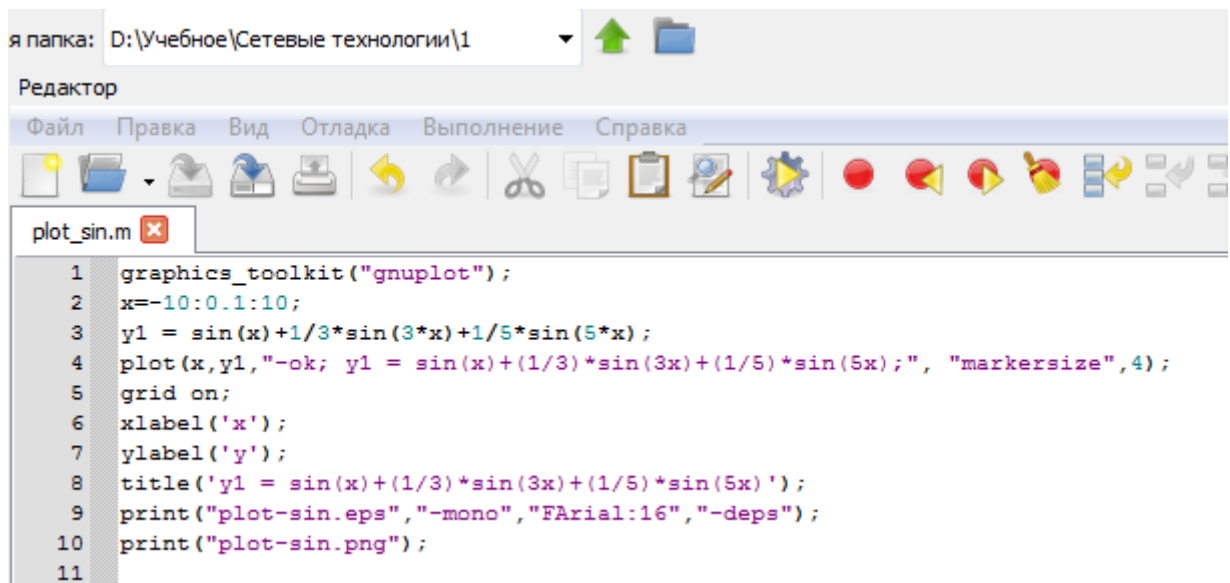 я папка: D:\Учебное\Сетевые технологии\1
Редактор
Файл Правка Вид Отладка Выполнение Справка
plot_sin.m
1 graphics_toolkit("gnuplot");
2 x=-10:0.1:10;
3 y1 = sin(x)+1/3*sin(3*x)+1/5*sin(5*x);
4 plot(x,y1,"-ok; y1 = sin(x)+(1/3)*sin(3x)+(1/5)*sin(5x);", "markersize",4);
5 grid on;
6 xlabel('x');
7 ylabel('y');
8 title('y1 = sin(x)+(1/3)*sin(3x)+(1/5)*sin(5x)');
9 print("plot-sin.eps","-mono","FArial:16","-deps");
10 print("plot-sin.png");
11